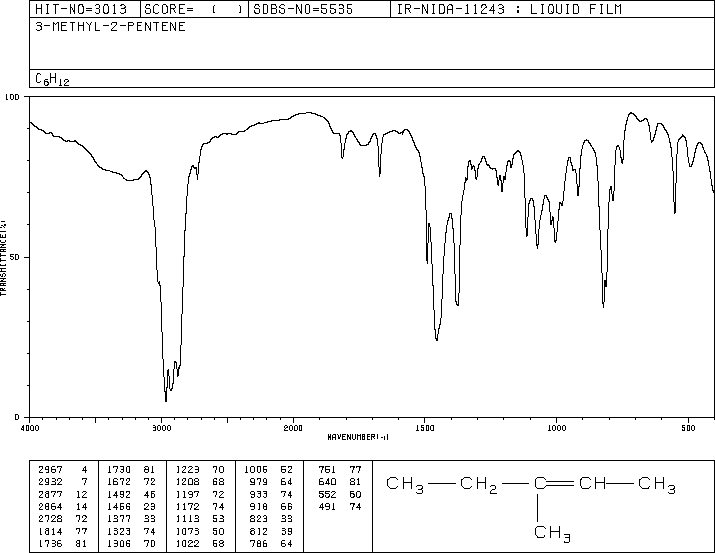 HIT-NO=3013 SCORE= ( ) SDBS-NO=5535 IR-NIDA-11243 : LIQUID FILM
3-METHYL-2-PENTENE
C6H12
100
50
0
TRANSMITTANCE(%)
4000 3000 2000 1500 1000 500
WAVENUMBER(-1)
2967 4 1730 81 1223 70 1006 52 751 77
2932 7 1672 72 1208 68 979 64 640 81
2877 12 1492 46 1197 72 933 74 552 60
2864 14 1456 23 1172 74 918 66 491 74
2728 72 1377 33 1113 53 823 33
1814 77 1323 74 1073 50 812 39
1736 81 1306 70 1022 58 786 64
CH3 CH2 C CH CH3
CH3